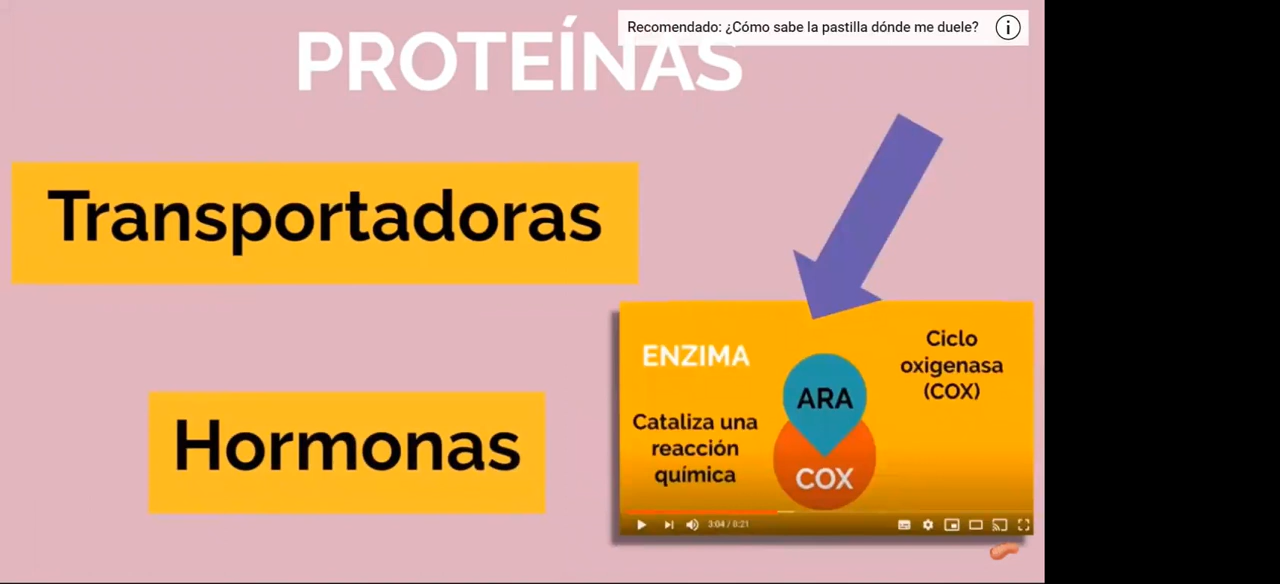 Recomendado: ¿Cómo sabe la pastilla dónde me duele?
PROTEÍNAS
Transportadoras
Hormonas
ENZIMA
Cataliza una
reacción
química
ARA
COX
Ciclo
oxigenasa
(COX)
3:04 / 8:21